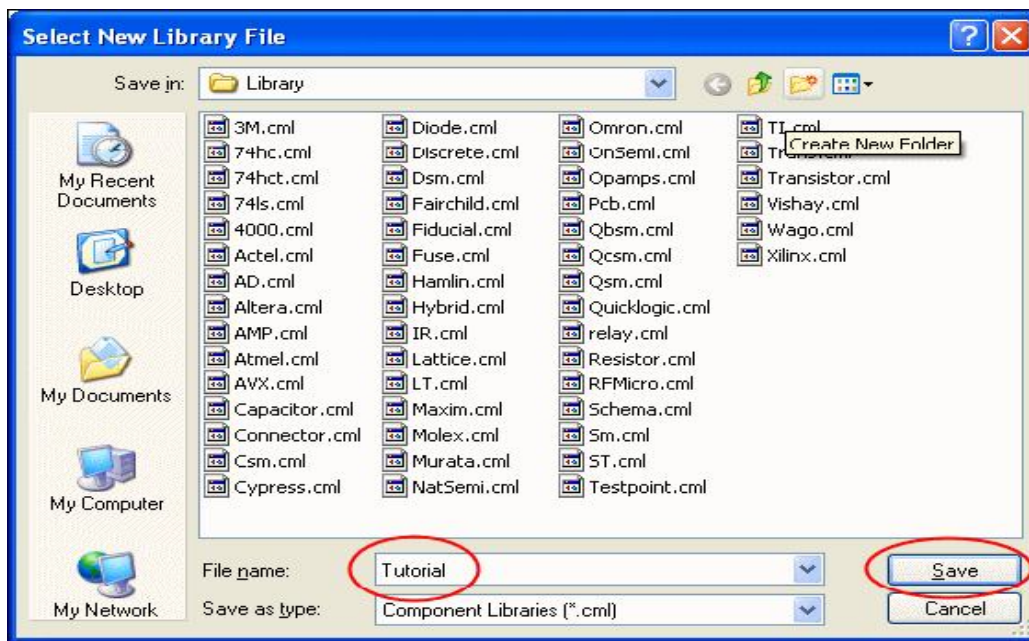 Select New Library File
Save in:
Library
My Recent
Documents
Desktop
My Documents
My Computer
My Network
3M.cml
74hc.cml
74hct.cml
74ls.cml
4000.cml
Actel.cml
AD.cml
Altera.cml
AMP.cml
Atmel.cml
AVX.cml
Capacitor.cml
Connector.cml
Csm.cml
Cypress.cml
Diode.cml
Discrete.cml
Dsm.cml
Fairchild.cml
Fiducial.cml
Fuse.cml
Hamlin.cml
Hybrid.cml
IR.cml
Lattice.cml
LT.cml
Maxim.cml
Molex.cml
Murata.cml
NatSemi.cml
Omron.cml
OnSemi.cml
Opamps.cml
Pcb.cml
Qbsm.cml
Qcsm.cml
Qsm.cml
Quicklogic.cml
relay.cml
Resistor.cml
RFMicro.cml
Schema.cml
Sm.cml
ST.cml
Testpoint.cml
TI.cml
Create New Folder
Transistor.cml
Vishay.cml
Wago.cml
Xilinx.cml
File name:
Tutorial
Save
Save as type:
Component Libraries (*.cml)
Cancel